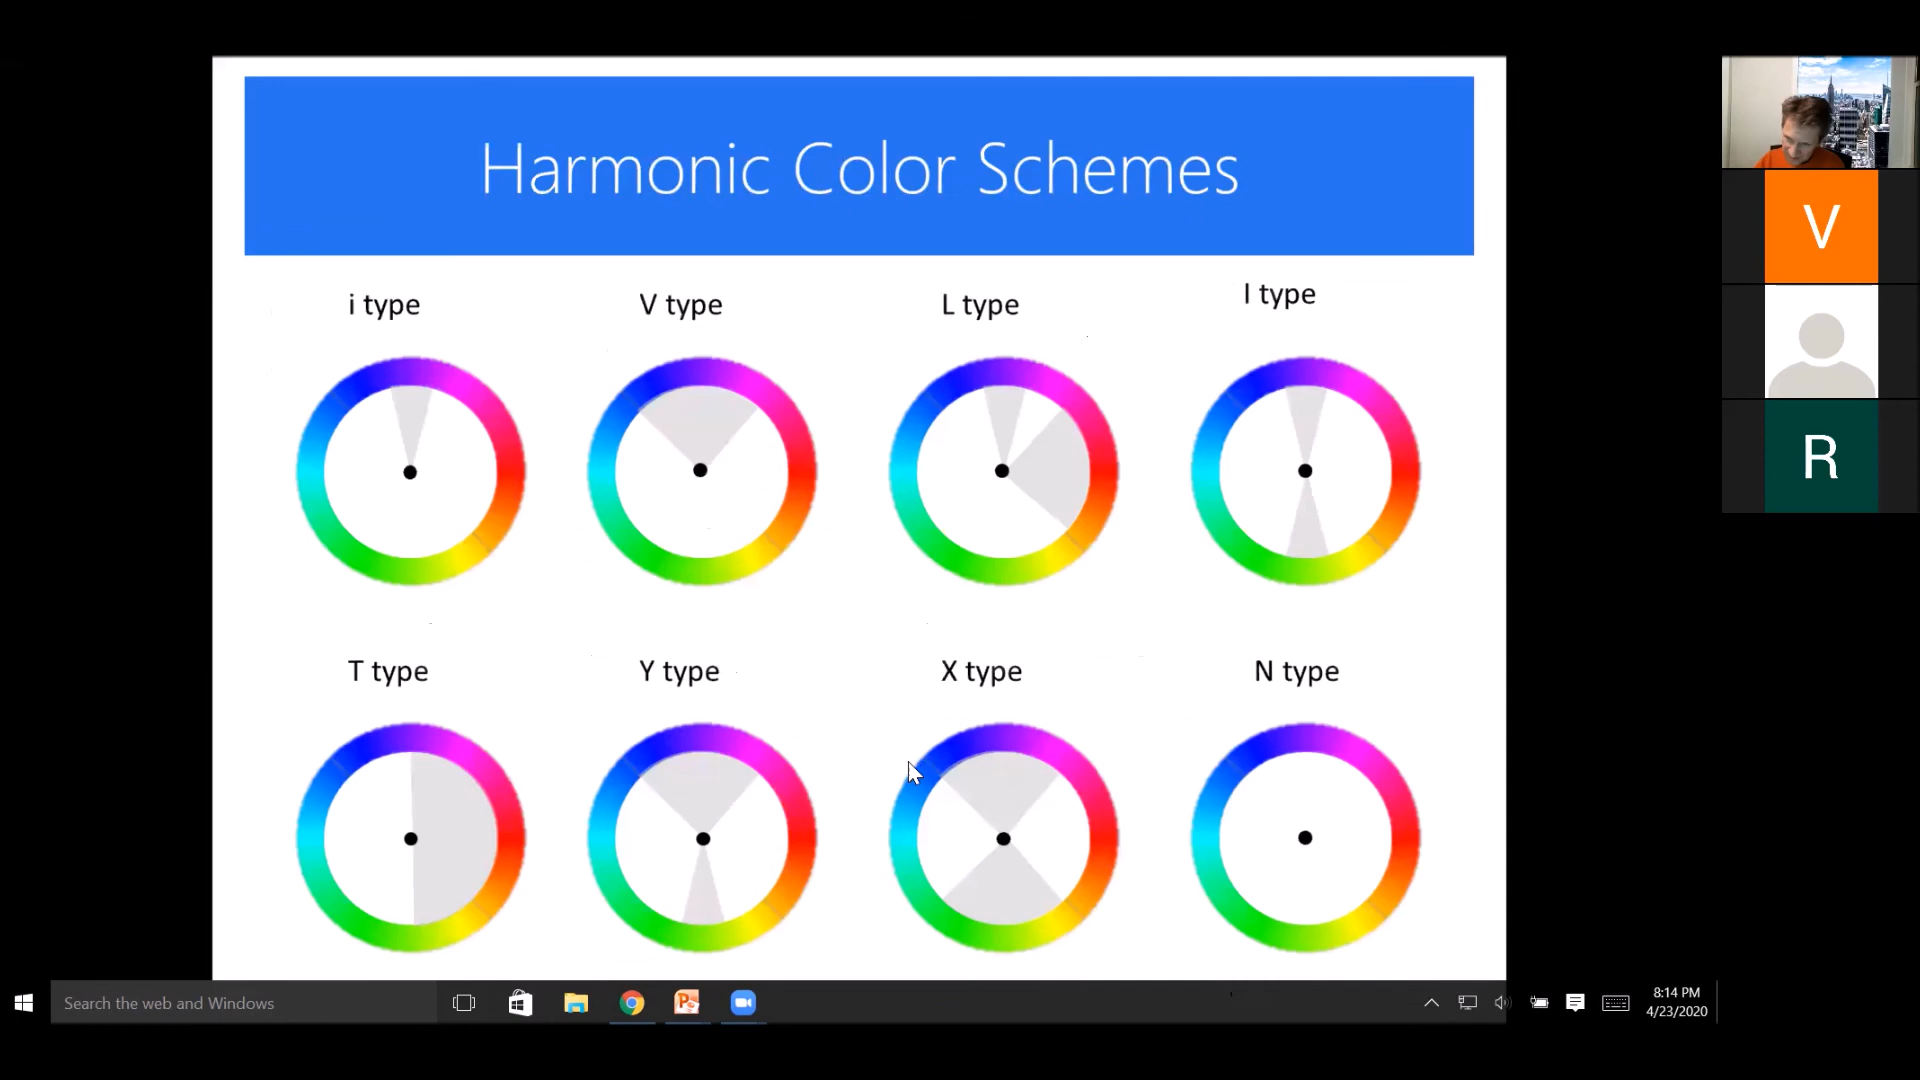 Harmonic Color Schemes
i type
V type
L type
I type
T type
Y type
X type
N type
V
R
Search the web and Windows
8:14 PM
4/23/2020